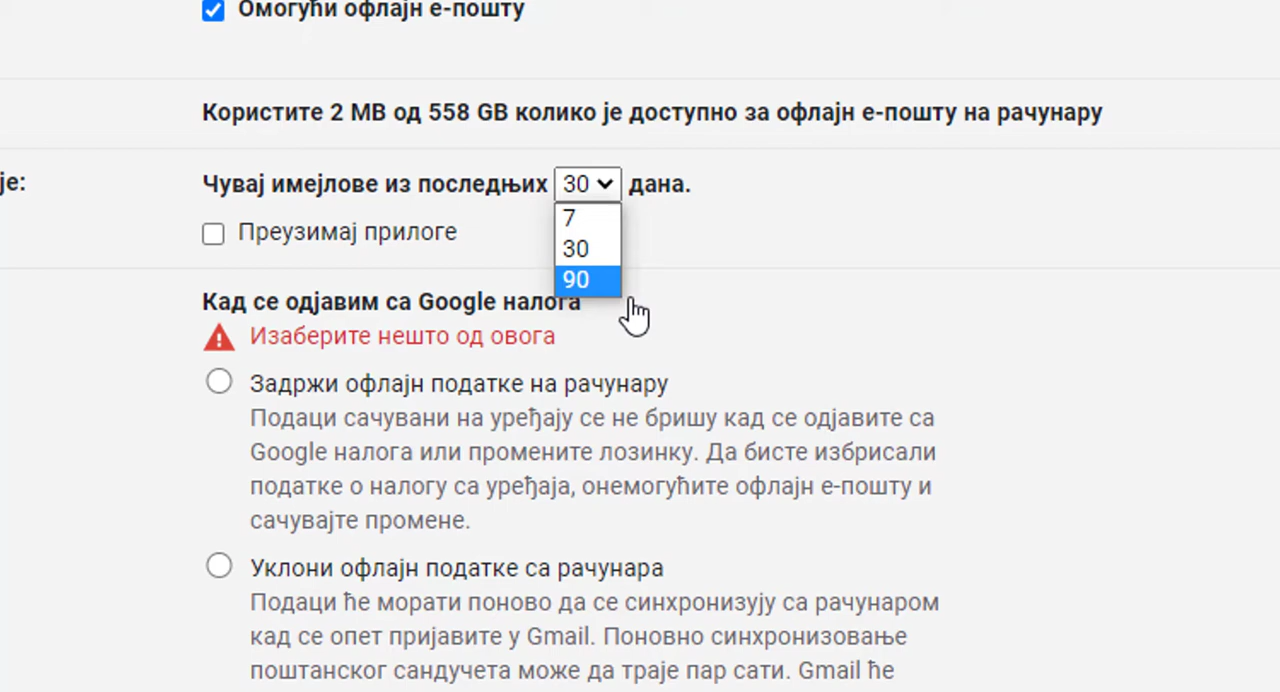 Омогући офлајн е-пошту
Користите 2 MB од 558 GB колико је доступно за офлајн е-пошту на рачунару
је:
Чувај имејлове из последњих 30 дана.
7
30
90
Преузимај прилоге
Кад се одјавим са Google налога
Изаберите нешто од овога
Задржи офлајн податке на рачунару
Подаци сачувани на уређају се не бришу кад се одјавите са
Google налога или промените лозинку. Да бисте избрисали
податке о налогу са уређаја, онемогућите офлајн е-пошту и
сачувајте промене.
Уклони офлајн податке са рачунара
Подаци ће морати поново да се синхронизују са рачунаром
кад се опет пријавите у Gmail. Поновно синхронизовање
поштанског сандучета може да траје пар сати. Gmail ће